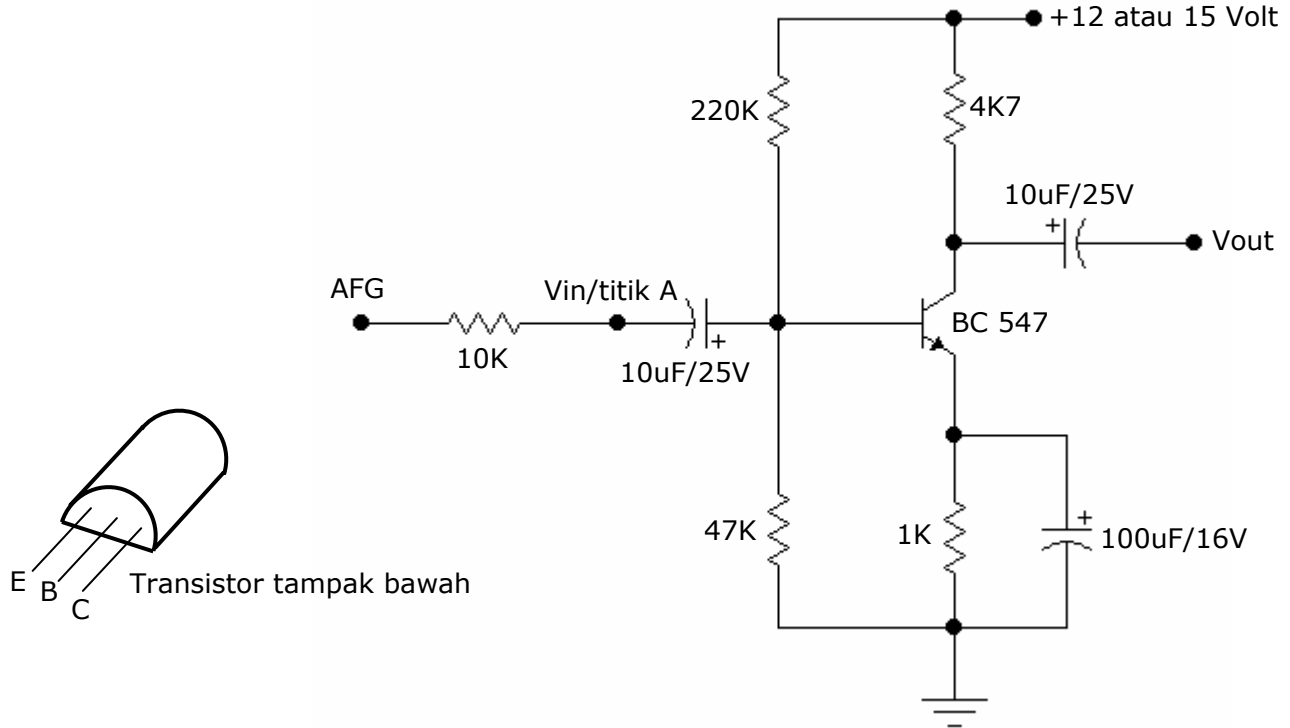 +12 atau 15 Volt
220K
4K7
10uF/25V
+
Vout
AFG
Vin/titik A
BC 547
10K
+
10uF/25V
47K
1K
+
100uF/16V
E
B
C
Transistor tampak bawah